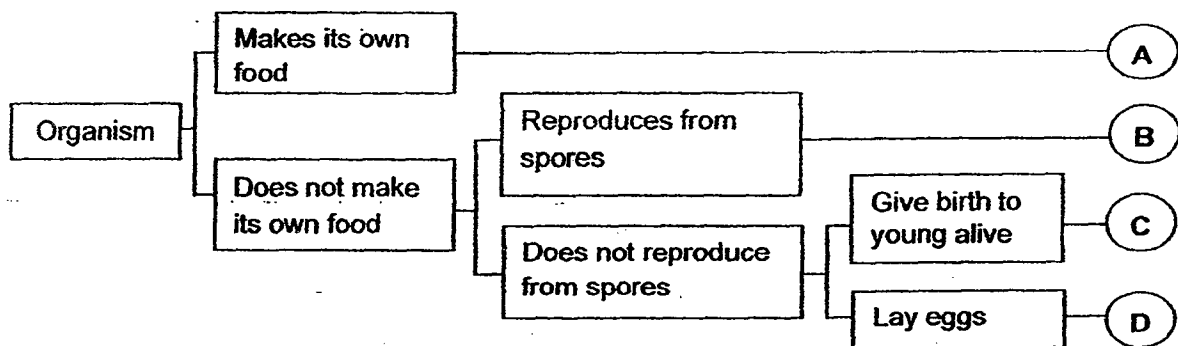 Makes its own
food
A
Organism
Reproduces from
spores
B
Does not make
its own food
Give birth to
young alive
C
Does not reproduce
from spores
Lay eggs
D